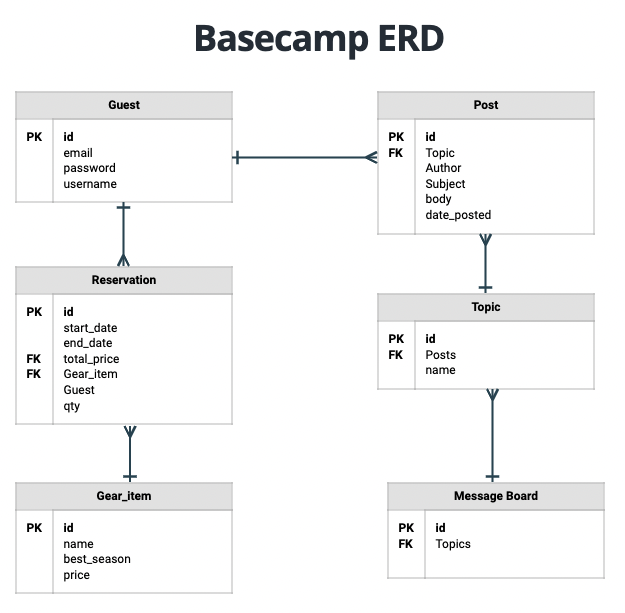 Basecamp ERD
Guest
PK id
email
password
username
Post
PK id
FK Topic
Author
Subject
body
date_posted
Reservation
PK id
start_date
end_date
FK total_price
FK Gear_item
Guest
qty
Topic
PK id
FK Posts
name
Gear_item
PK id
name
best_season
price
Message Board
PK id
FK Topics